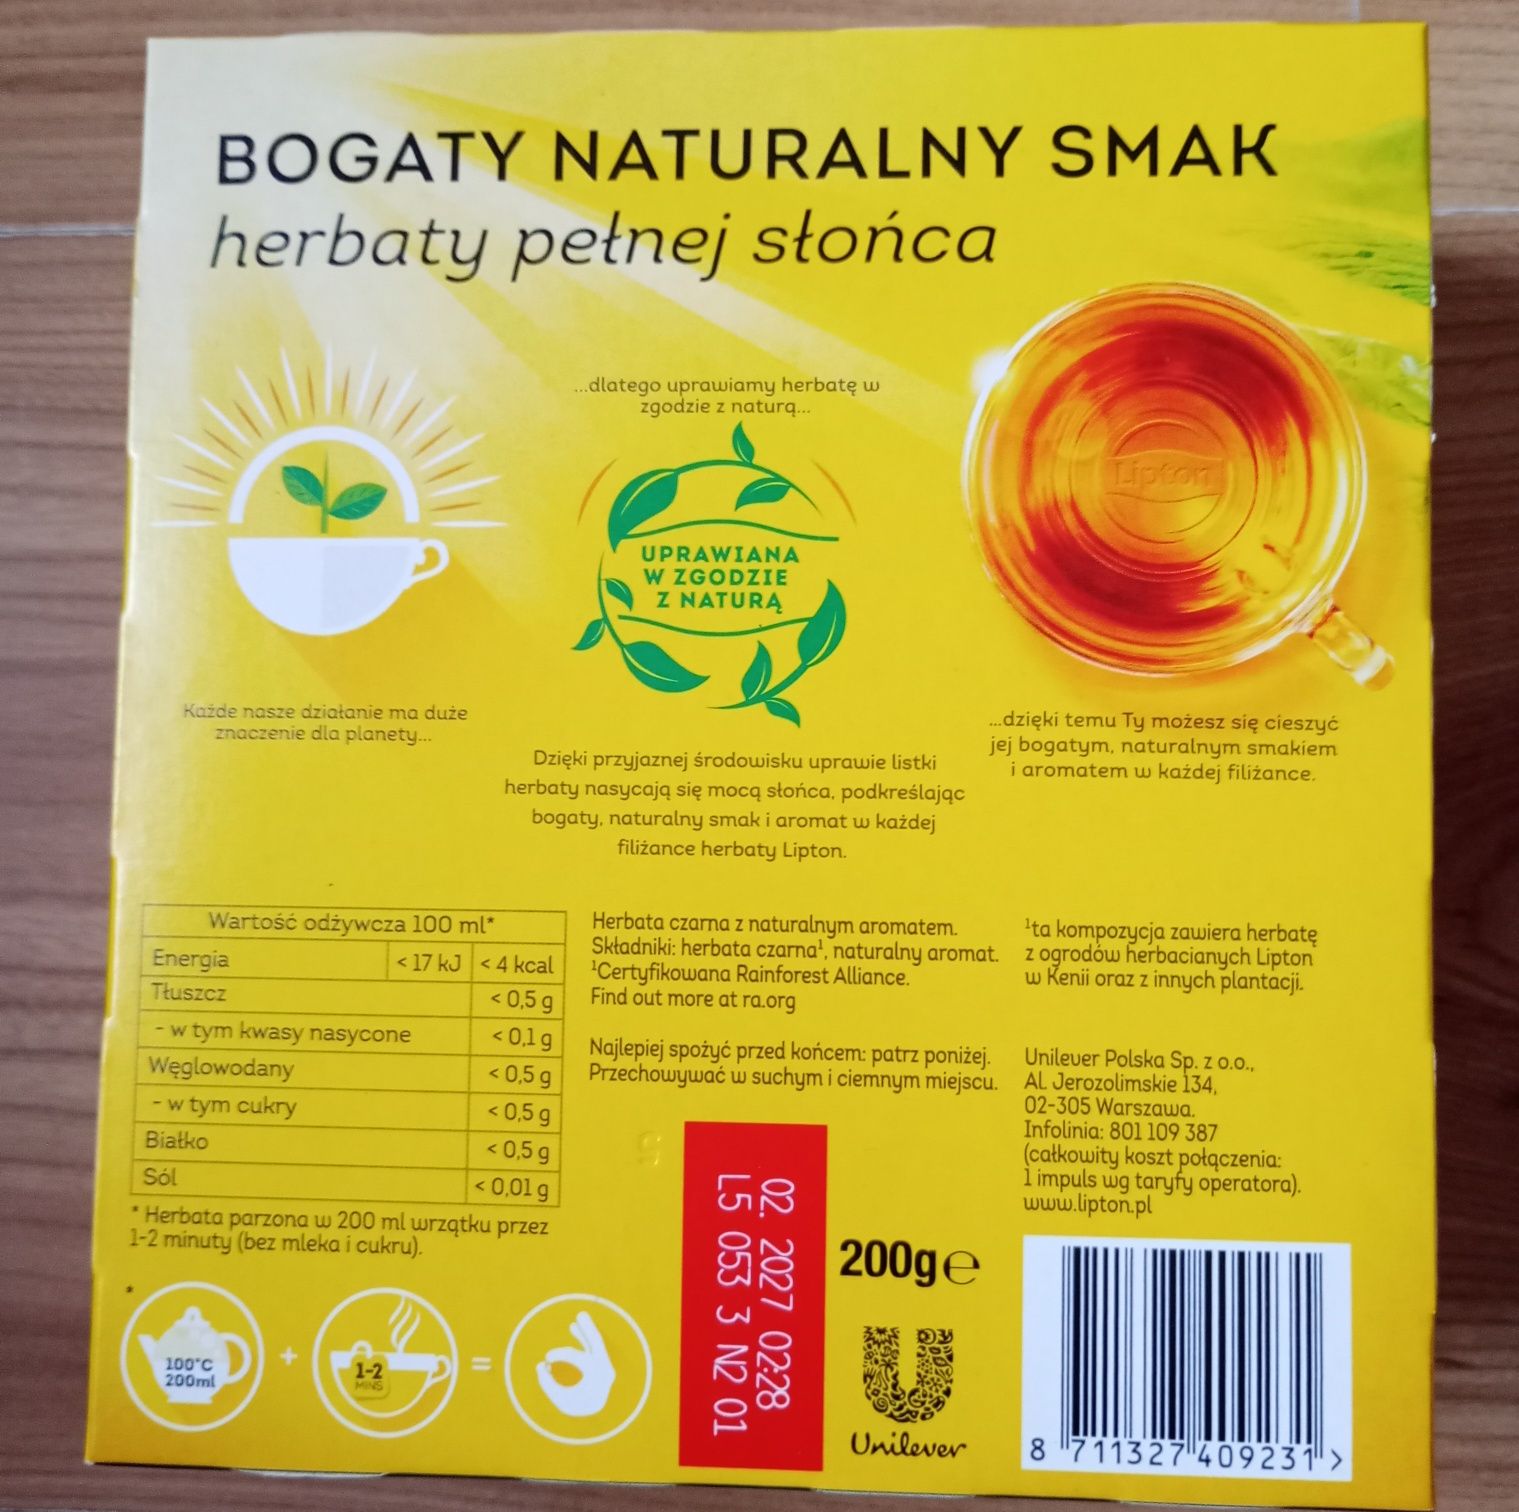 BOGATY NATURALNY SMAK
herbaty pełnej słońca
...dlatego uprawiamy herbatę w
zgodzie z naturą...
UPRAWIANA
W ZGODZIE
Z NATURĄ
Lipton
Każde nasze działanie ma duże
znaczenie dla planety...
Dzięki przyjaznej środowisku uprawie listki
herbaty nasycają się mocą słońca, podkreślając
bogaty, naturalny smak i aromat w każdej
filiżance herbaty Lipton.
...dzięki temu Ty możesz się cieszyć
jej bogatym, naturalnym smakiem
i aromatem w każdej filiżance.
Wartość odżywcza 100 ml*
Energia < 17 kJ < 4 kcal
Tłuszcz < 0,5 g
- w tym kwasy nasycone < 0,1 g
Węglowodany < 0,5 g
- w tym cukry < 0,5 g
Białko < 0,5 g
Sól < 0,01 g
* Herbata parzona w 200 ml wrzątku przez
1-2 minuty (bez mleka i cukru).
*
100°C
200ml
+
1-2
MINS
=
Herbata czarna z naturalnym aromatem.
Składniki: herbata czarna¹, naturalny aromat.
¹Certyfikowana Rainforest Alliance.
Find out more at ra.org
Najlepiej spożyć przed końcem: patrz poniżej.
Przechowywać w suchym i ciemnym miejscu.
5
02. 2027 02:28
L5 053 3 N2 01
200g e
Unilever
¹ta kompozycja zawiera herbatę
z ogrodów herbacianych Lipton
w Kenii oraz z innych plantacji.
Unilever Polska Sp. z o.o.,
Al. Jerozolimskie 134,
02-305 Warszawa.
Infolinia: 801 109 387
(całkowity koszt połączenia:
1 impuls wg taryfy operatora).
www.lipton.pl
8 711327 409231 >